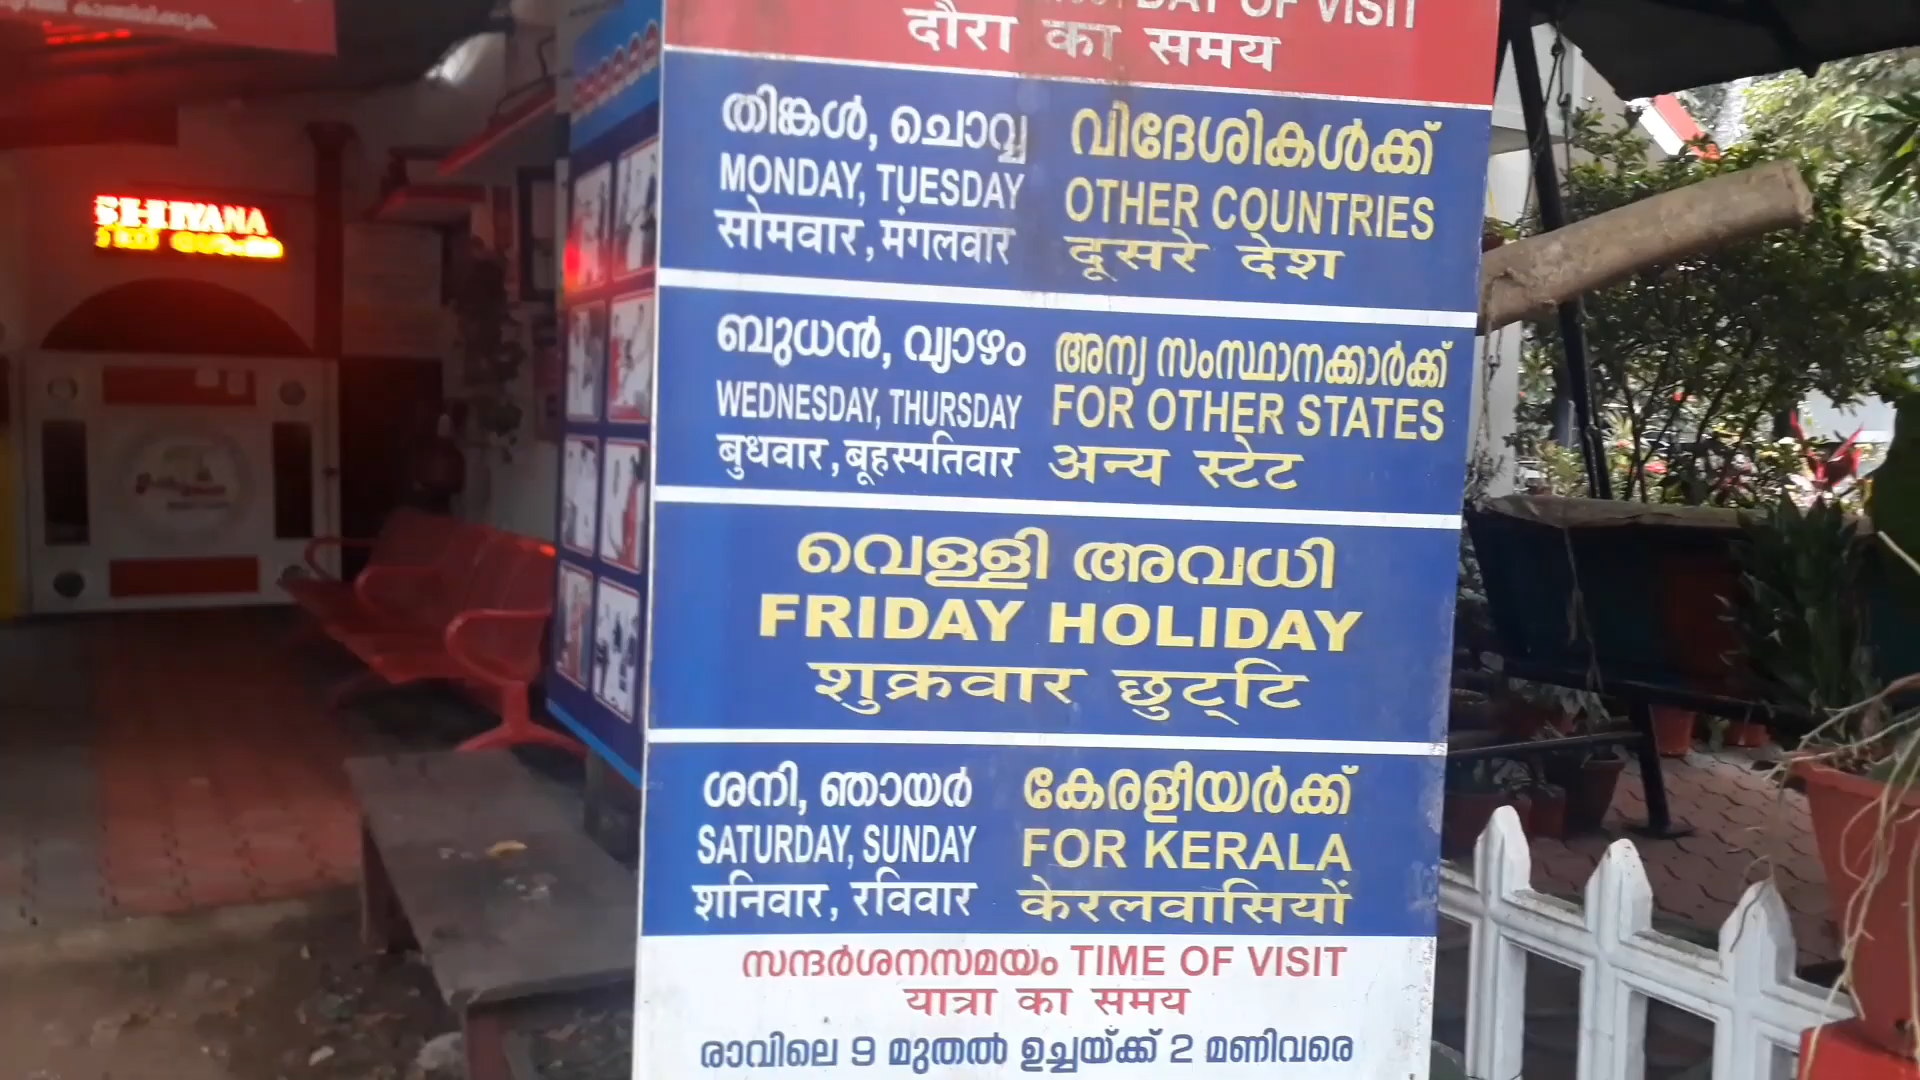 കാത്തിരിക്കുക
DAY OF VISIT
दौरा का समय
തിങ്കൾ, ചൊവ്വ വിദേശികൾക്ക്
MONDAY, TUESDAY OTHER COUNTRIES
सोमवार, मंगलवार दूसरे देश
ബുധൻ, വ്യാഴം അന്യ സംസ്ഥാനക്കാർക്ക്
WEDNESDAY, THURSDAY FOR OTHER STATES
बुधवार, बूहस्पतिवार अन्य स्टेट
വെള്ളി അവധി
FRIDAY HOLIDAY
शुक्रवार छुट्टि
ശനി, ഞായർ കേരളീയർക്ക്
SATURDAY, SUNDAY FOR KERALA
शनिवार, रविवार केरलवासियों
സന്ദർശനസമയം TIME OF VISIT
यात्रा का समय
രാവിലെ 9 മുതൽ ഉച്ചയ്ക്ക് 2 മണിവരെ